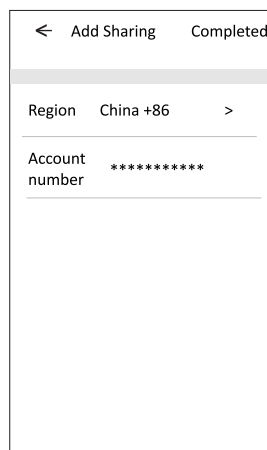 ← Add Sharing Completed
Region China +86 >
Account
number ***********